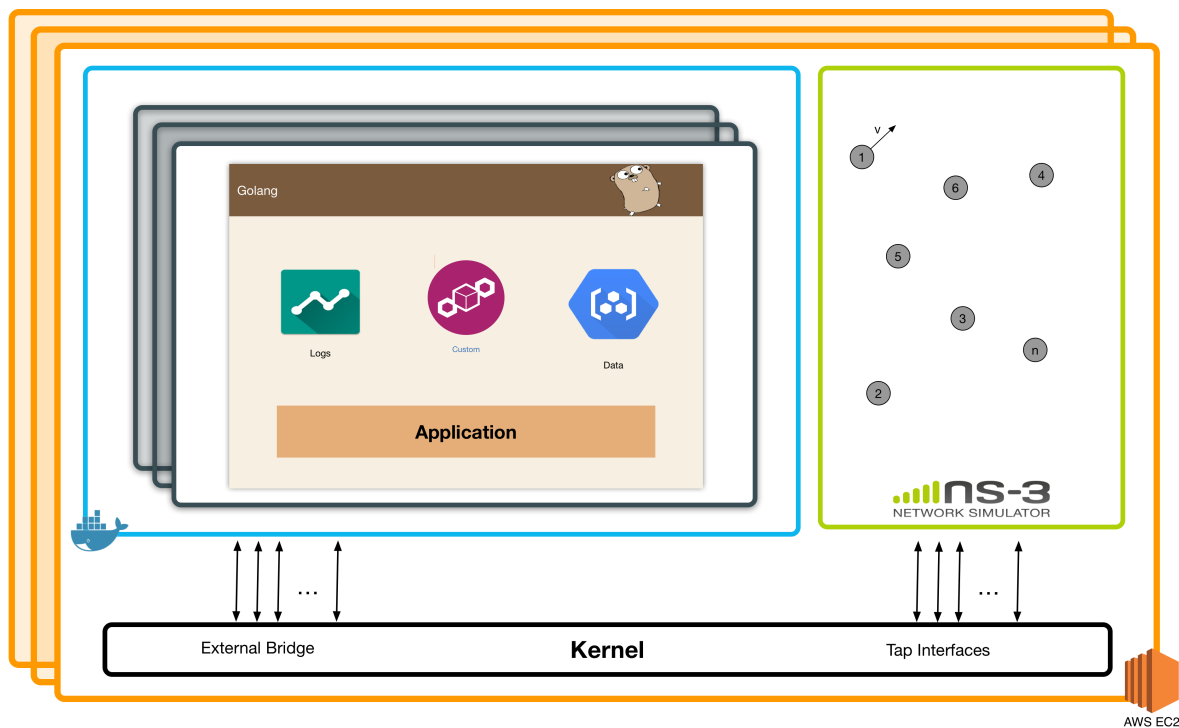 Golang
Logs
Custom
Data
Application
v
1
6
4
5
3
n
2
ns-3
NETWORK SIMULATOR
...
...
External Bridge
Kernel
Tap Interfaces
AWS EC2